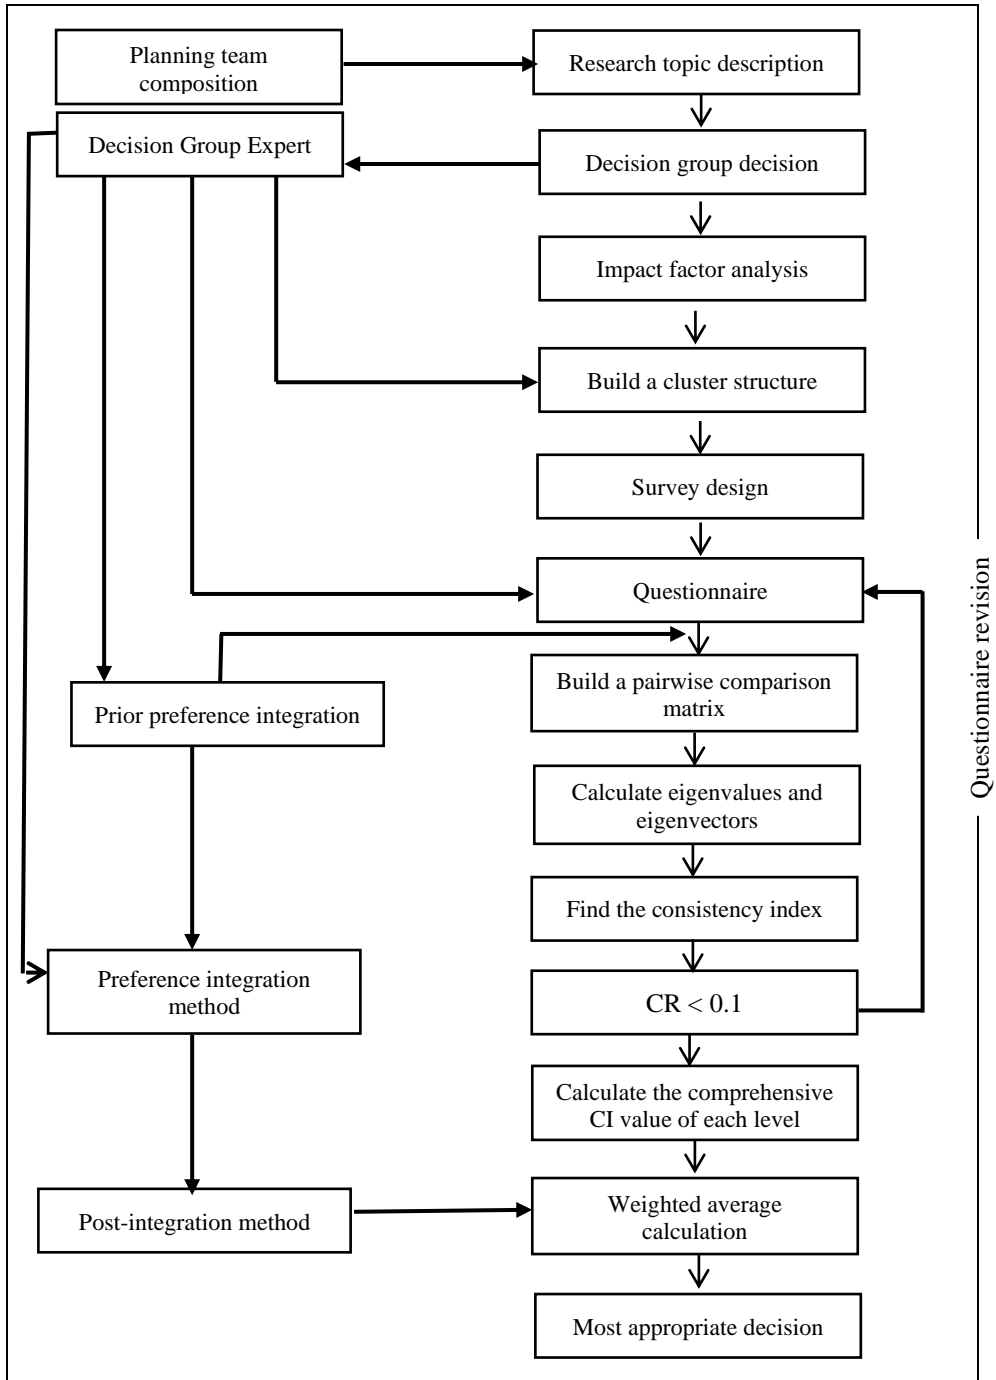 Planning team
composition
Research topic description
Decision Group Expert
Decision group decision
Impact factor analysis
Build a cluster structure
Survey design
Questionnaire
Questionnaire revision
Build a pairwise comparison
matrix
Prior preference integration
Calculate eigenvalues and
eigenvectors
Find the consistency index
Preference integration
method
CR < 0.1
Calculate the comprehensive
CI value of each level
Post-integration method
Weighted average
calculation
Most appropriate decision